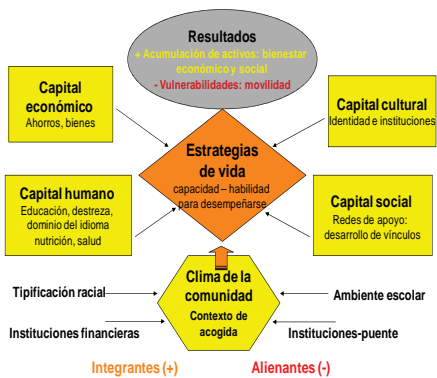 Resultados
+ Acumulación de activos: bienestar
económico y social
- Vulnerabilidades: movilidad
Capital
económico
Ahorros, bienes
Capital cultural
Identidad e instituciones
Estrategias
de vida
capacidad – habilidad
para desempeñarse
Capital humano
Educación, destreza,
dominio del idioma
nutrición, salud
Capital social
Redes de apoyo:
desarrollo de vínculos
Clima de la
comunidad
Contexto de
acogida
Tipificación racial
Ambiente escolar
Instituciones financieras
Instituciones-puente
Integrantes (+)
Alienantes (-)